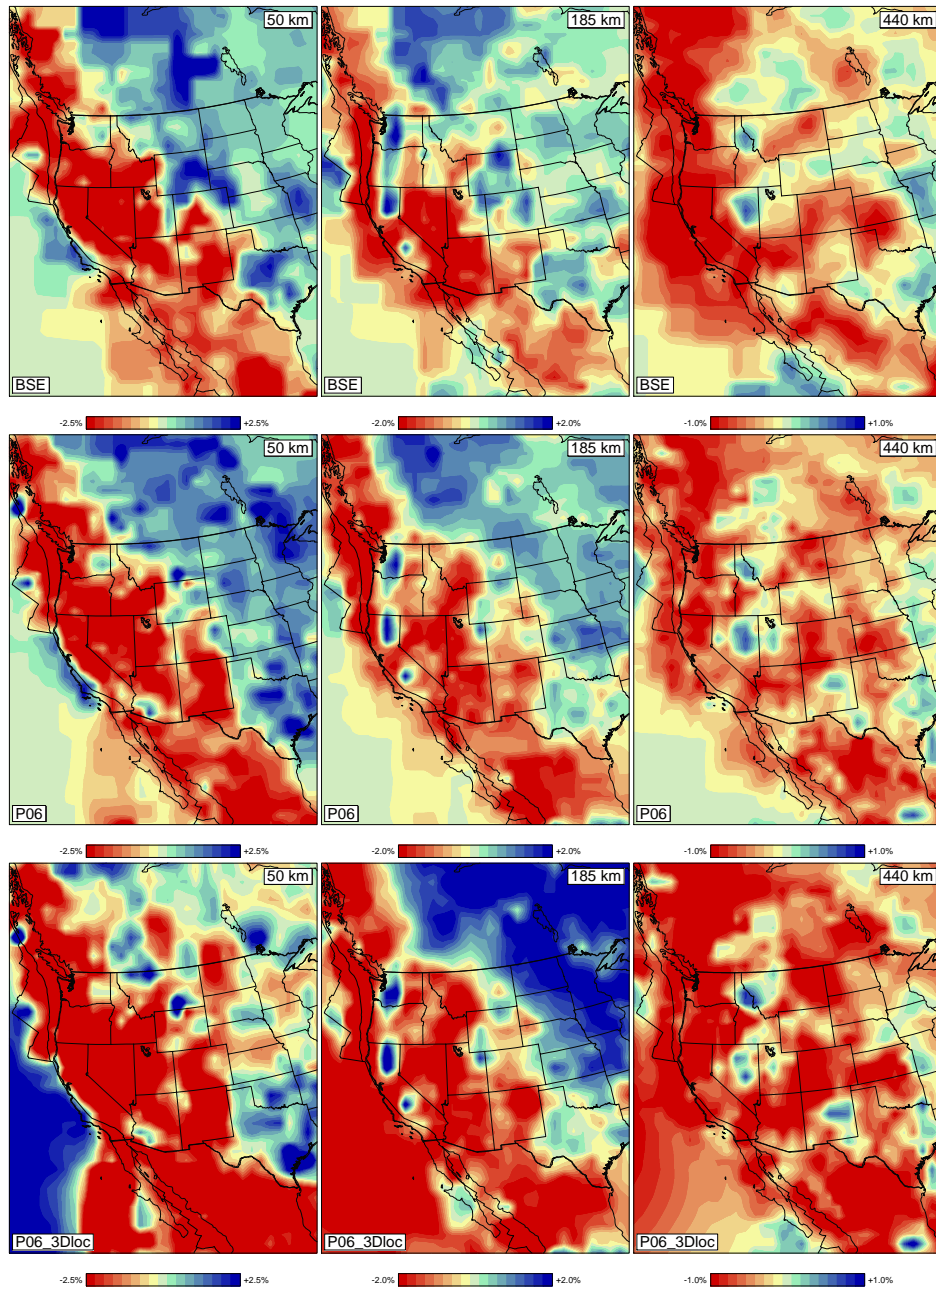 50 km 185 km 440 km
BSE BSE BSE
-2.5% +2.5% -2.0% +2.0% -1.0% +1.0%
50 km 185 km 440 km
P06 P06 P06
-2.5% +2.5% -2.0% +2.0% -1.0% +1.0%
50 km 185 km 440 km
P06_3Dloc P06_3Dloc P06_3Dloc
-2.5% +2.5% -2.0% +2.0% -1.0% +1.0%